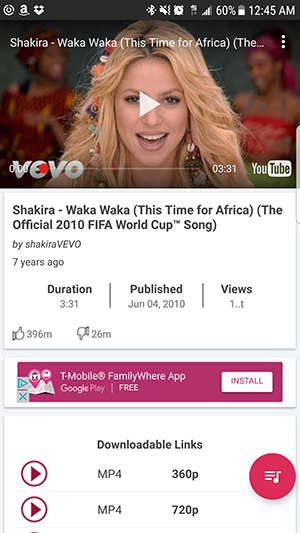 60% 12:45 AM
Shakira - Waka Waka (This Time for Africa) (The...
0:00
vevo
03:31
YouTube
Shakira - Waka Waka (This Time for Africa) (The
Official 2010 FIFA World Cup™ Song)
by shakiraVEVO
7 years ago
Duration Published Views
3:31 Jun 04, 2010 1..t
396m 26m
T-Mobile® FamilyWhere App
Google Play | FREE
INSTALL
Downloadable Links
MP4 360p
MP4 720p